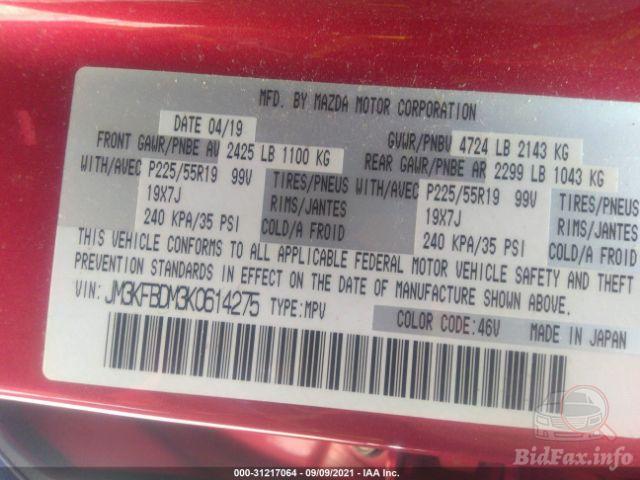 MFD. BY MAZDA MOTOR CORPORATION
DATE 04/19
GVWR/PNBV 4724 LB 2143 KG
FRONT GAWR/PNBE AV 2425 LB 1100 KG
REAR GAWR/PNBE AR 2299 LB 1043 KG
WITH/AVEC P225/55R19 99V TIRES/PNEUS WITH/AVEC P225/55R19 99V TIRES/PNEUS
19X7J RIMS/JANTES 19X7J RIMS/JANTES
240 KPA/35 PSI COLD/A FROID 240 KPA/35 PSI COLD/A FROID
THIS VEHICLE CONFORMS TO ALL APPLICABLE FEDERAL MOTOR VEHICLE SAFETY AND THEFT
PREVENTION STANDARDS IN EFFECT ON THE DATE OF MANUFACTURE SHOWN ABOVE.
VIN: JM3KFBDM3K0614275 TYPE:MPV
COLOR CODE:46V MADE IN JAPAN
000-31217064 - 09/09/2021 - IAA Inc.
BidFax.info